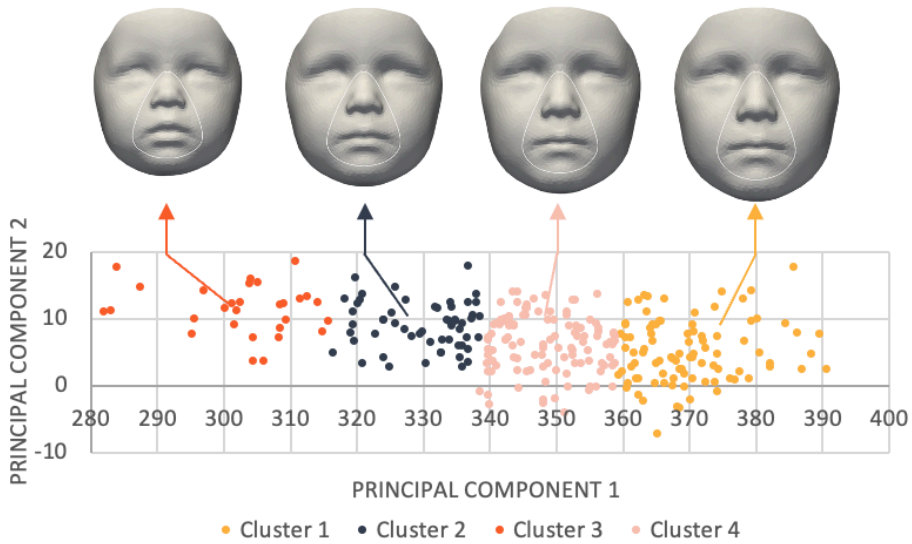 PRINCIPAL COMPONENT 2
20
10
0
-10
280 290 300 310 320 330 340 350 360 370 380 390 400
PRINCIPAL COMPONENT 1
Cluster 1 Cluster 2 Cluster 3 Cluster 4